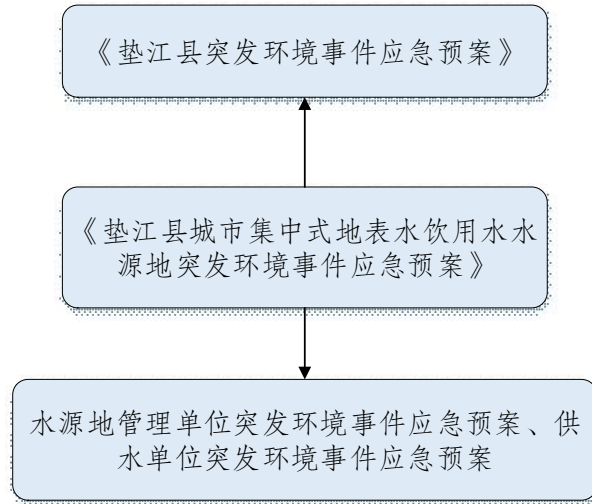 《垫江县突发环境事件应急预案》
《垫江县城市集中式地表水饮用水水
源地突发环境事件应急预案》
水源地管理单位突发环境事件应急预案、供
水单位突发环境事件应急预案